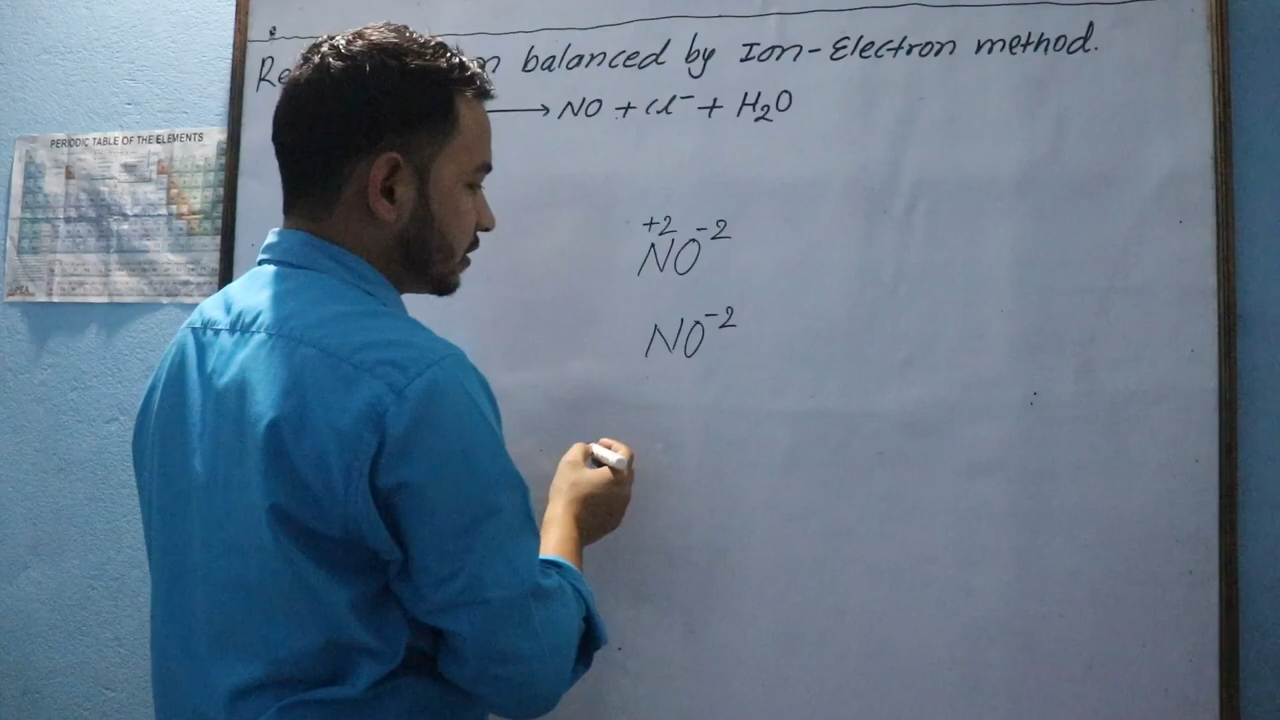 PERIODIC TABLE OF THE ELEMENTS
balanced by Ion-Electron method.
⟶ NO + Cl⁻ + H₂O
+2 -2
NO
NO⁻²